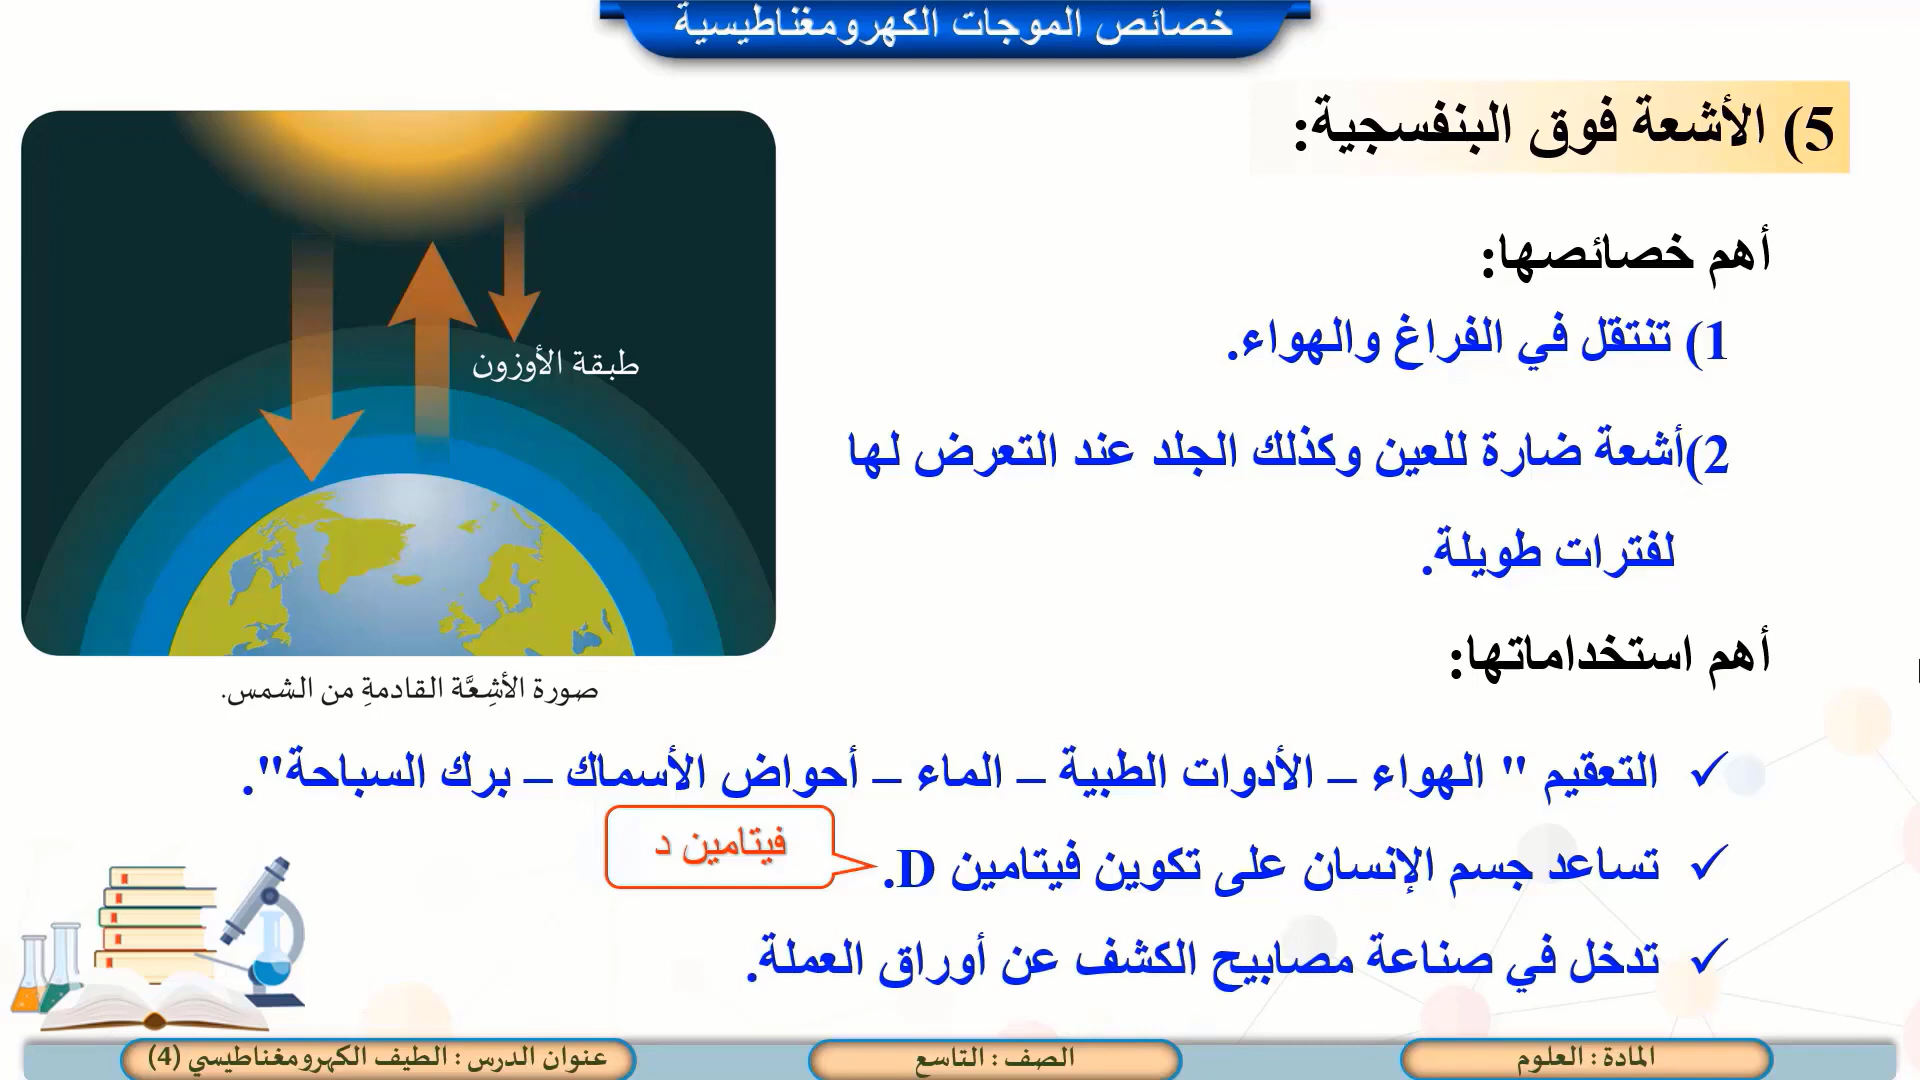 خصائص الموجات الكهرومغناطيسية
5) الأشعة فوق البنفسجية:
أهم خصائصها:
1) تنتقل في الفراغ والهواء.
2)أشعة ضارة للعين وكذلك الجلد عند التعرض لها
لفترات طويلة.
طبقة الأوزون
صورة الأشِعَّة القادمةِ من الشمس.
أهم استخداماتها:
✓ التعقيم " الهواء – الأدوات الطبية – الماء – أحواض الأسماك – برك السباحة".
✓ تساعد جسم الإنسان على تكوين فيتامين D.
فيتامين د
✓ تدخل في صناعة مصابيح الكشف عن أوراق العملة.
المادة : العلوم
الصف : التاسع
عنوان الدرس : الطيف الكهرومغناطيسي (4)